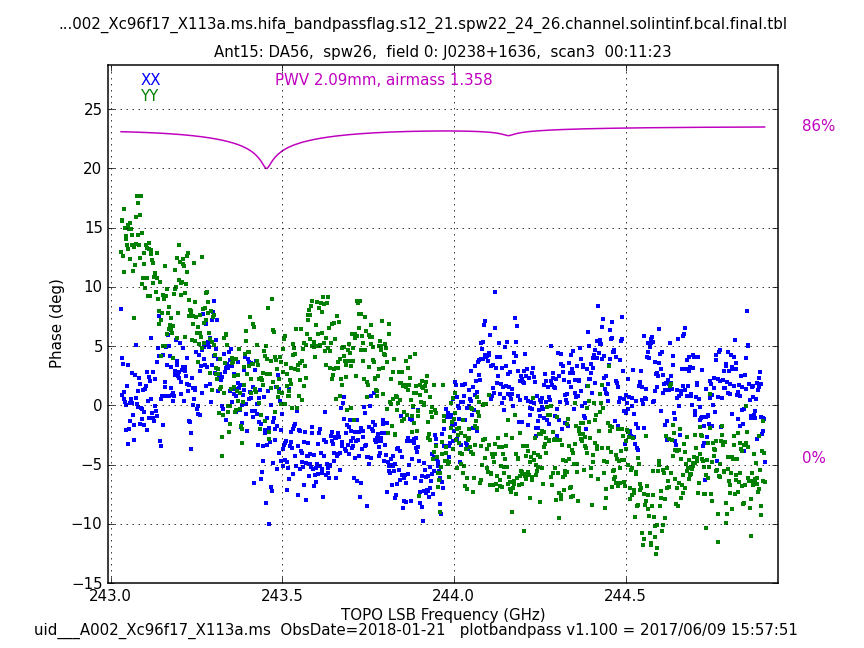 ...002_Xc96f17_X113a.ms.hifa_bandpassflag.s12_21.spw22_24_26.channel.solintinf.bcal.final.tbl
Ant15: DA56,  spw26,  field 0: J0238+1636,  scan3  00:11:23
XX
PWV 2.09mm, airmass 1.358
YY
25
86%
20
15
10
5
0
−5
0%
−10
−15
Phase (deg)
243.0 243.5 244.0 244.5
TOPO LSB Frequency (GHz)
uid___A002_Xc96f17_X113a.ms  ObsDate=2018-01-21   plotbandpass v1.100 = 2017/06/09 15:57:51